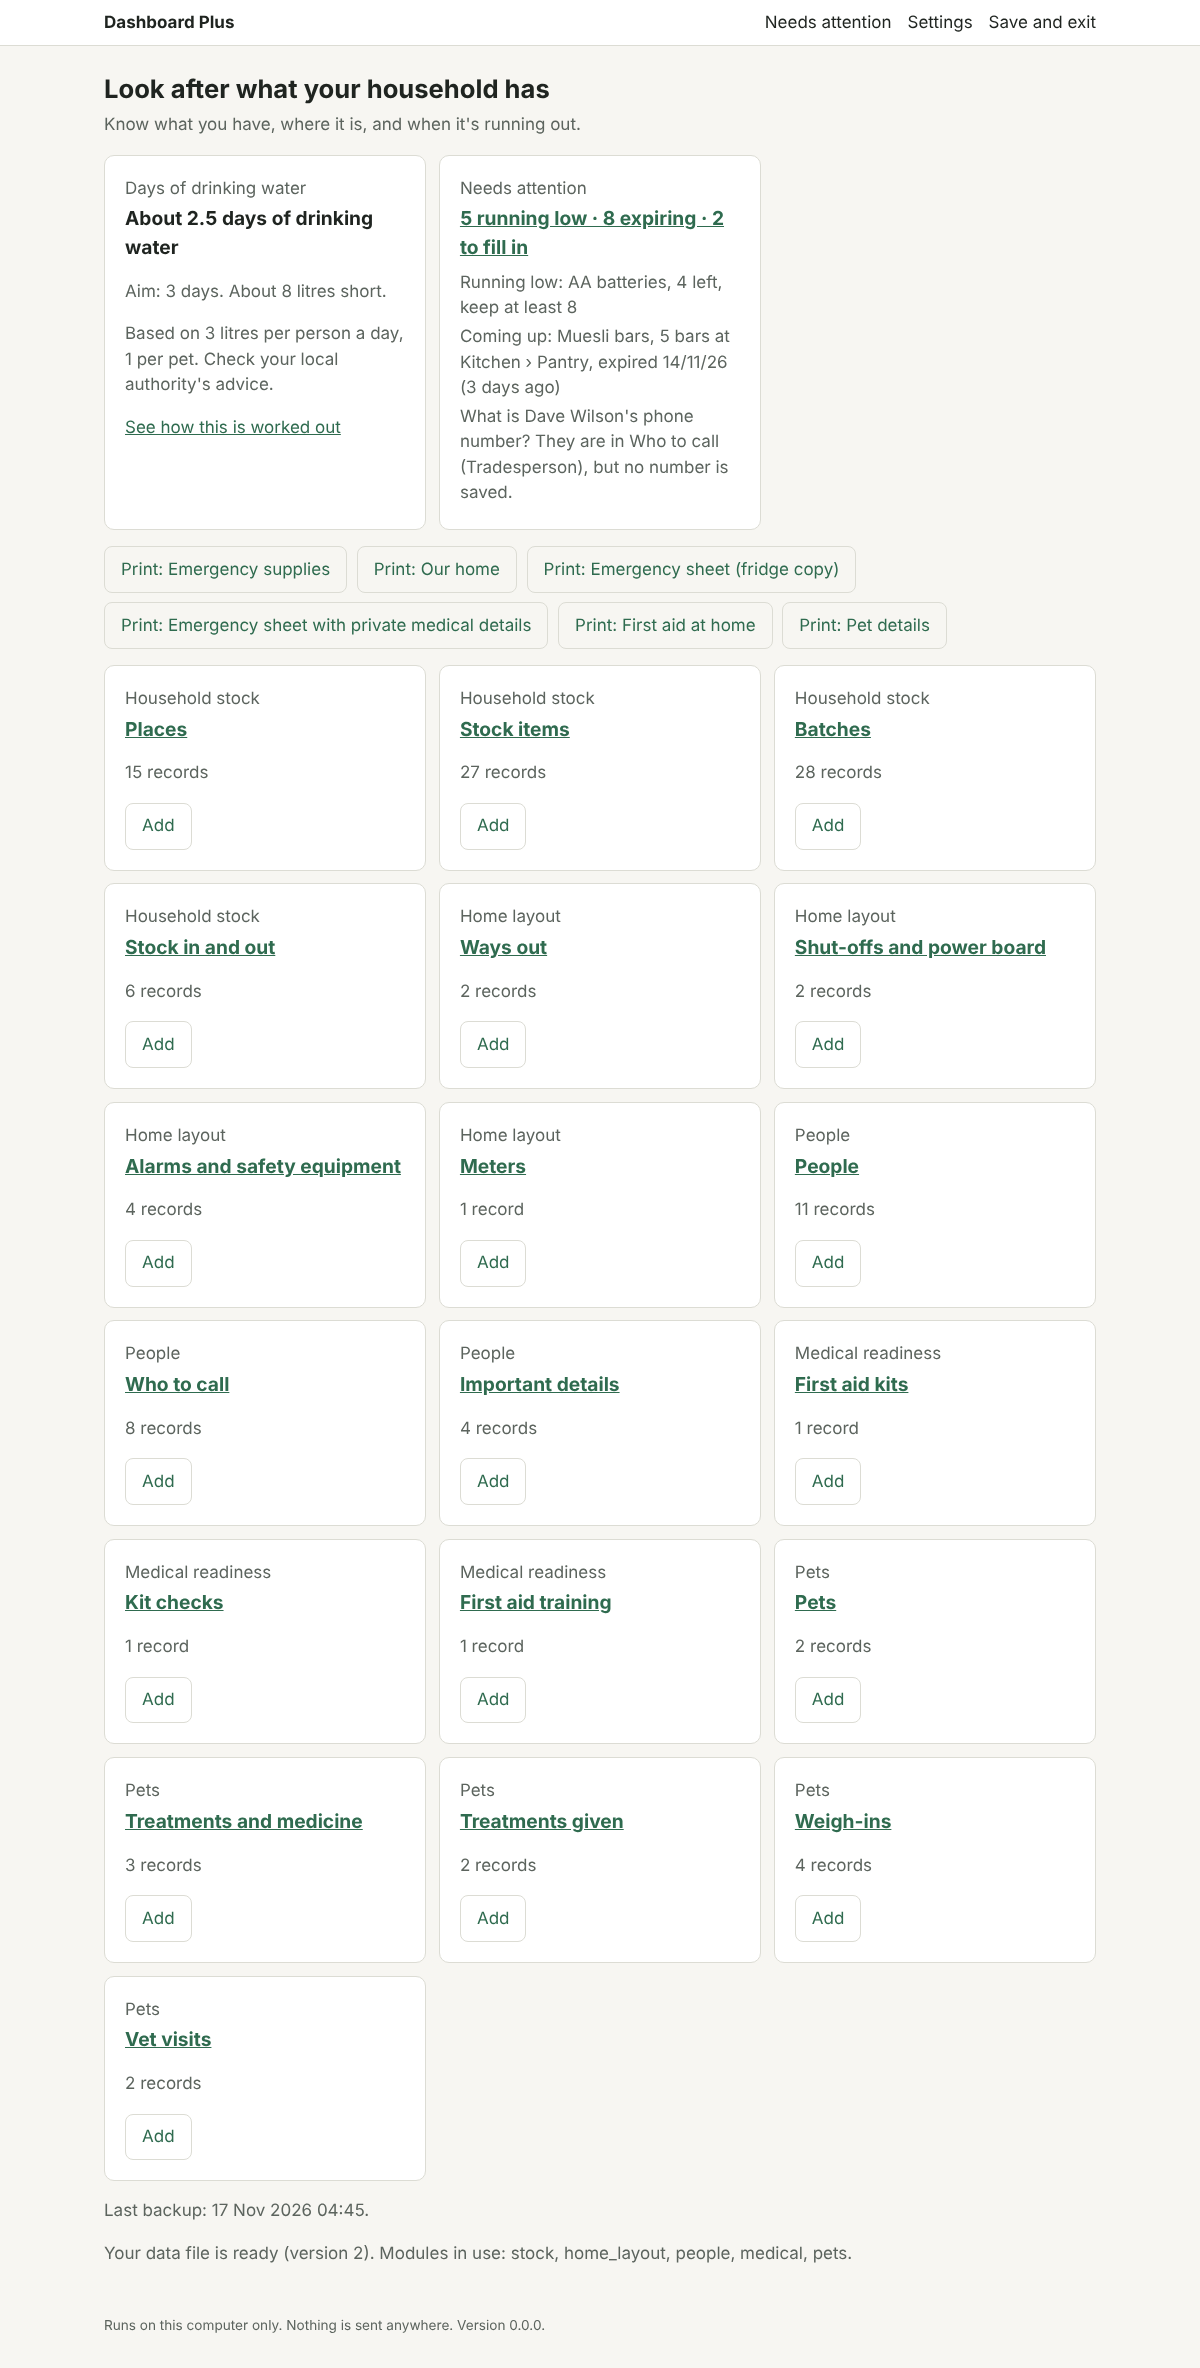 Dashboard Plus
Needs attention
Settings
Save and exit
Look after what your household has
Know what you have, where it is, and when it's running out.
Days of drinking water
About 2.5 days of drinking
water
Aim: 3 days. About 8 litres short.
Based on 3 litres per person a day,
1 per pet. Check your local
authority's advice.
See how this is worked out
Needs attention
5 running low · 8 expiring · 2
to fill in
Running low: AA batteries, 4 left,
keep at least 8
Coming up: Muesli bars, 5 bars at
Kitchen › Pantry, expired 14/11/26
(3 days ago)
What is Dave Wilson's phone
number? They are in Who to call
(Tradesperson), but no number is
saved.
Print: Emergency supplies
Print: Our home
Print: Emergency sheet (fridge copy)
Print: Emergency sheet with private medical details
Print: First aid at home
Print: Pet details
Household stock
Places
15 records
Add
Household stock
Stock items
27 records
Add
Household stock
Batches
28 records
Add
Household stock
Stock in and out
6 records
Add
Home layout
Ways out
2 records
Add
Home layout
Shut-offs and power board
2 records
Add
Home layout
Alarms and safety equipment
4 records
Add
Home layout
Meters
1 record
Add
People
People
11 records
Add
People
Who to call
8 records
Add
People
Important details
4 records
Add
Medical readiness
First aid kits
1 record
Add
Medical readiness
Kit checks
1 record
Add
Medical readiness
First aid training
1 record
Add
Pets
Pets
2 records
Add
Pets
Treatments and medicine
3 records
Add
Pets
Treatments given
2 records
Add
Pets
Weigh-ins
4 records
Add
Pets
Vet visits
2 records
Add
Last backup: 17 Nov 2026 04:45.
Your data file is ready (version 2). Modules in use: stock, home_layout, people, medical, pets.
Runs on this computer only. Nothing is sent anywhere. Version 0.0.0.